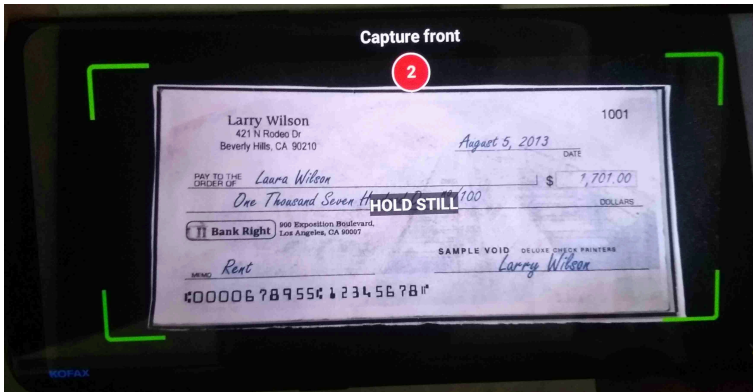 Capture front
2
Larry Wilson
1001
421 N Rodeo Dr
Beverly Hills, CA 90210
August 5, 2013
DATE
PAY TO THE
ORDER OF Laura Wilson $ 1,701.00
One Thousand Seven /100 DOLLARS
HOLD STILL
Bank Right
900 Exposition Boulevard,
Los Angeles, CA 90007
SAMPLE VOID DELUXE CHECK PRINTERS
MEMO Rent Larry Wilson
⑆000067895５⑆12345678⑈
KOFAX